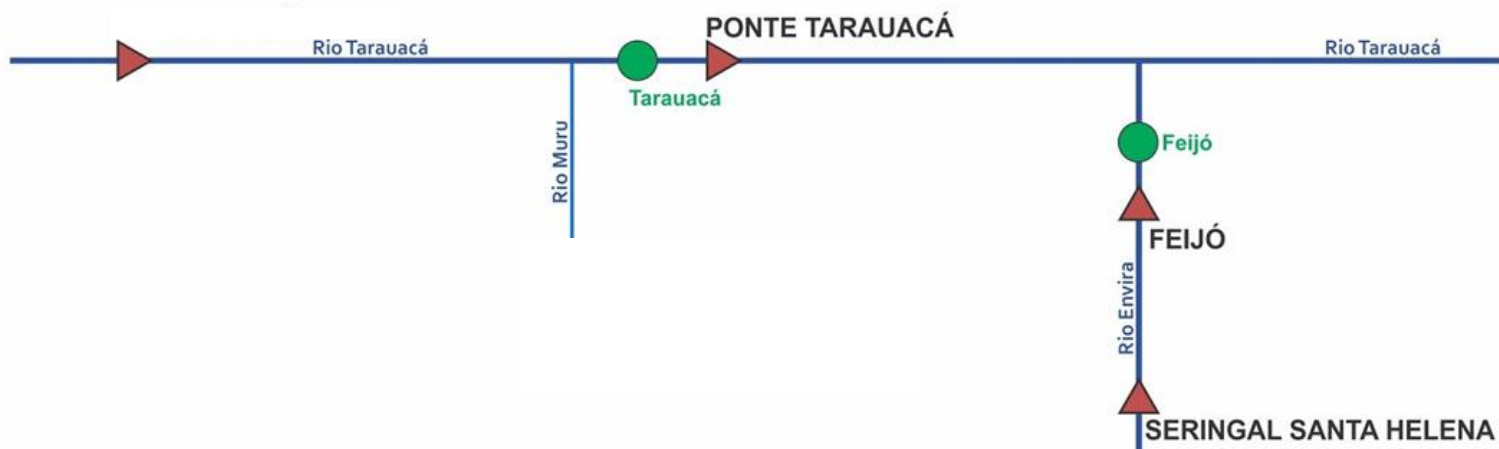 PONTE TARAUACÁ
Rio Tarauacá
Rio Tarauacá
Tarauacá
Rio Muru
Feijó
FEIJÓ
Rio Envira
SERINGAL SANTA HELENA